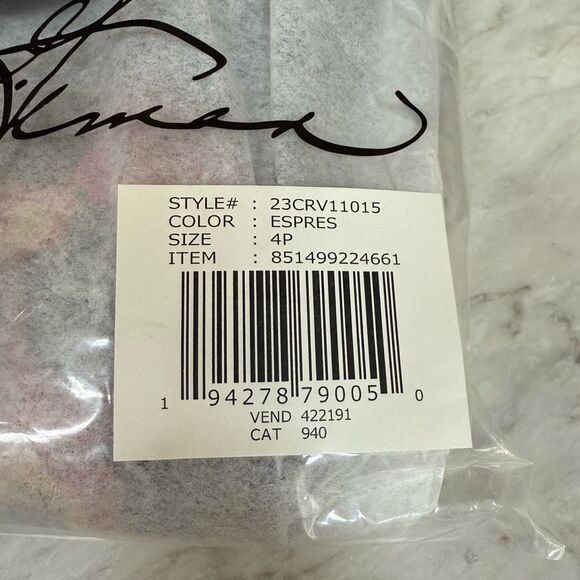 STYLE# : 23CRV11015
COLOR : ESPRES
SIZE : 4P
ITEM : 851499224661
1 94278 79005 0
VEND 422191
CAT 940